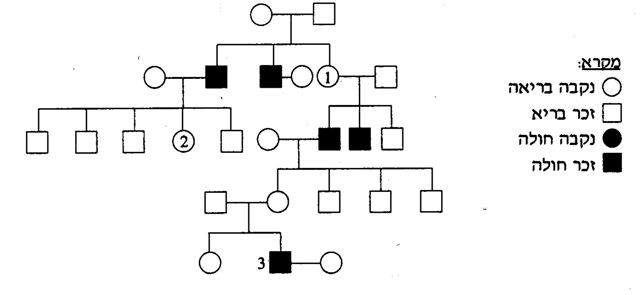 מקרא:
נקבה בריאה
זכר בריא
נקבה חולה
זכר חולה
1
2
3